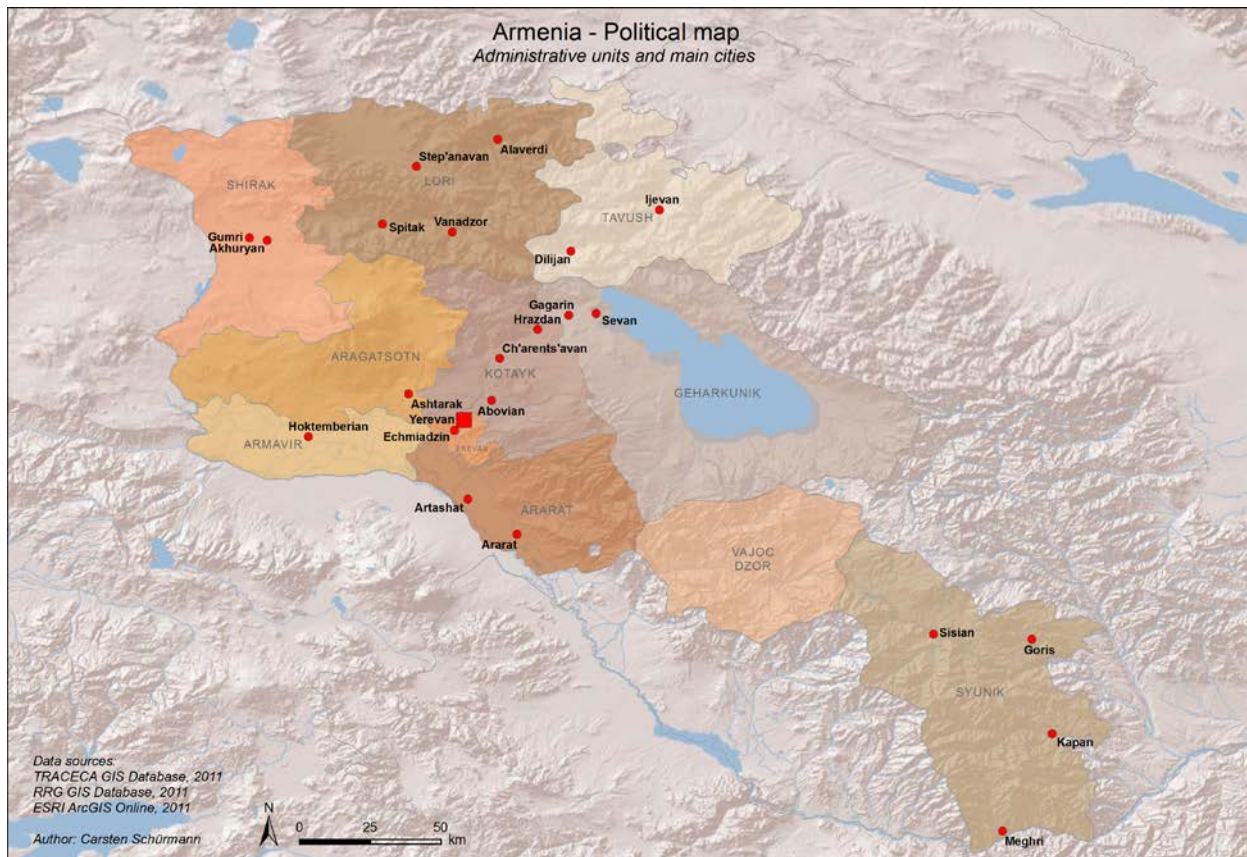 Armenia - Political map
Administrative units and main cities
Alaverdi
Step'anavan
LORI
SHIRAK
Ijevan
TAVUSH
Spitak
Vanadzor
Gumri
Akhuryan
Dilijan
Gagarin
Hrazdan
Sevan
Ch'arents'avan
ARAGATSOTN
KOTAYK
GEHARKUNIK
Ashtarak
Abovian
Yerevan
Hoktemberian
Echmiadzin
ARMAVIR
EREVAN
Artashat
ARARAT
Ararat
VAJOC
DZOR
Sisian
Goris
SYUNIK
Kapan
Meghri
Data sources:
TRACECA GIS Database, 2011
RRG GIS Database, 2011
ESRI ArcGIS Online, 2011
Author: Carsten Schürmann
N
0 25 50
km